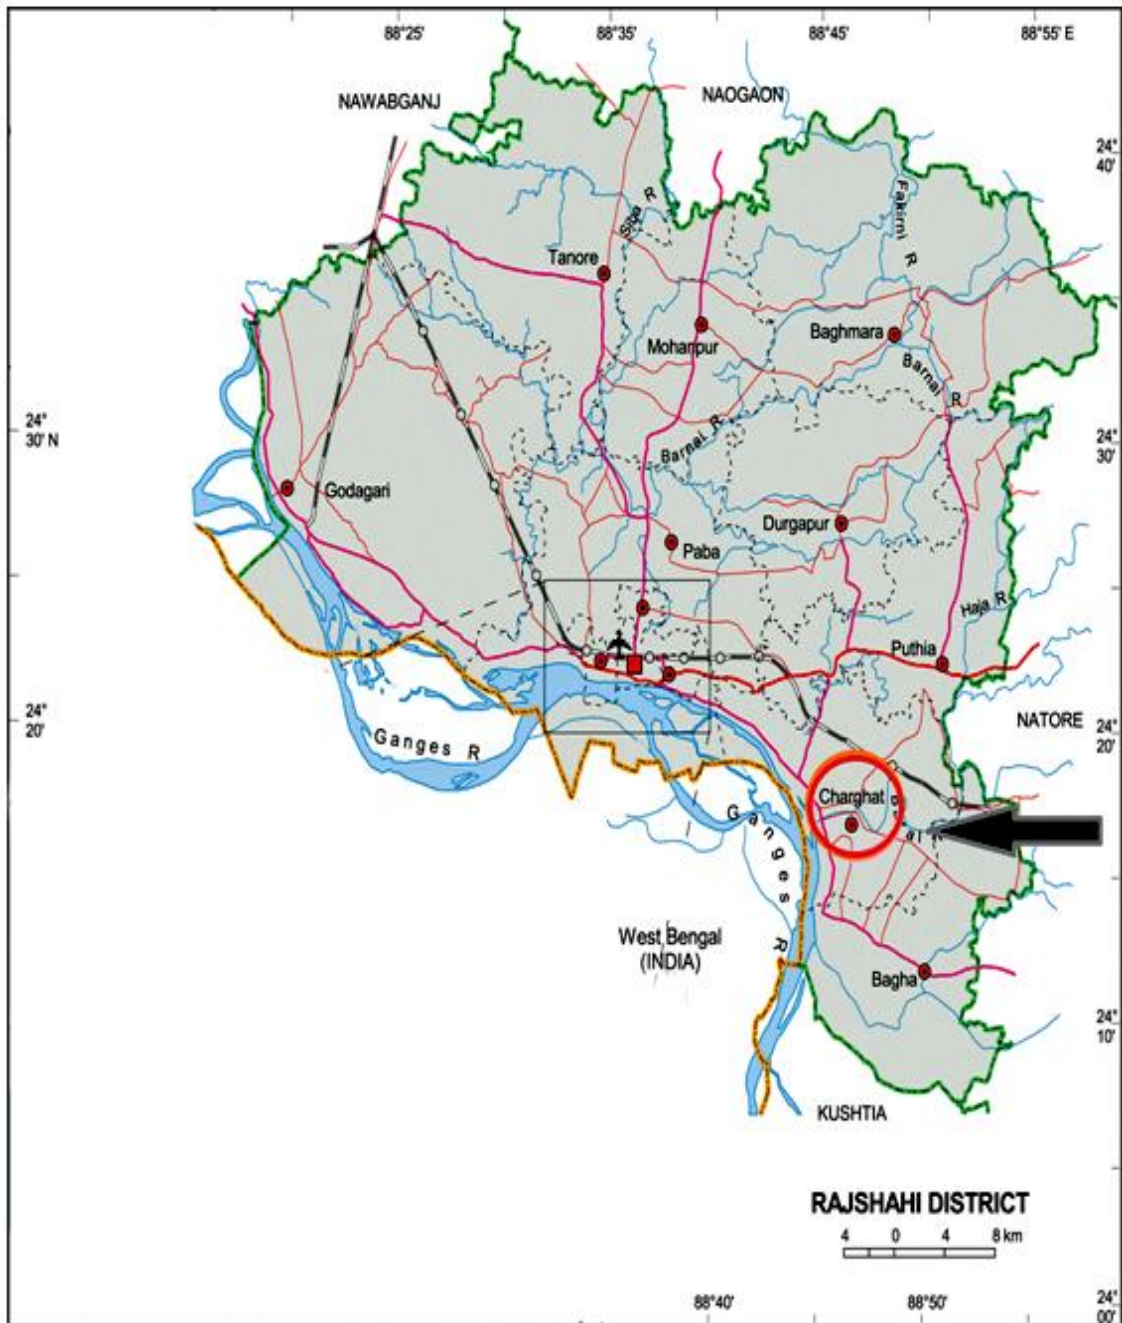 88°25'
88°35'
88°45'
88°55' E
NAWABGANJ
NAOGAON
24°
40'
Siba R
Fakirni R
Tanore
Mohanpur
Baghmara
Barnal R
24°
30' N
Barnal R
24°
30'
Godagari
Durgapur
Paba
Haja R
Puthia
24°
20'
Ganges R
NATORE
24°
20'
Charghat
Ganges R
West Bengal
(INDIA)
Bagha
24°
10'
KUSHTIA
RAJSHAHI DISTRICT
4 0 4 8 km
88°40'
88°50'
24°
00'